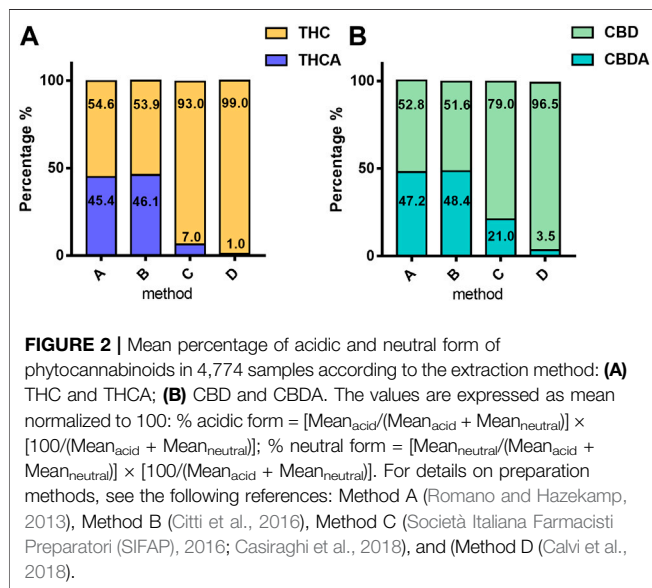 A
THC
THCA
100
50
0
Percentage %
54.6 53.9 93.0 99.0
45.4 46.1 7.0 1.0
A B C D
method
B
CBD
CBDA
100
50
0
Percentage %
52.8 51.6 79.0 96.5
47.2 48.4 21.0 3.5
A B C D
method
FIGURE 2 | Mean percentage of acidic and neutral form of
phytocannabinoids in 4,774 samples according to the extraction method: (A)
THC and THCA; (B) CBD and CBDA. The values are expressed as mean
normalized to 100: % acidic form = [Meanacid/(Meanacid + Meanneutral)] ×
[100/(Meanacid + Meanneutral)]; % neutral form = [Meanneutral/(Meanacid +
Meanneutral)] × [100/(Meanacid + Meanneutral)]. For details on preparation
methods, see the following references: Method A (Romano and Hazekamp,
2013), Method B (Citti et al., 2016), Method C (Società Italiana Farmacisti
Preparatori (SIFAP), 2016; Casiraghi et al., 2018), and (Method D (Calvi et al.,
2018).